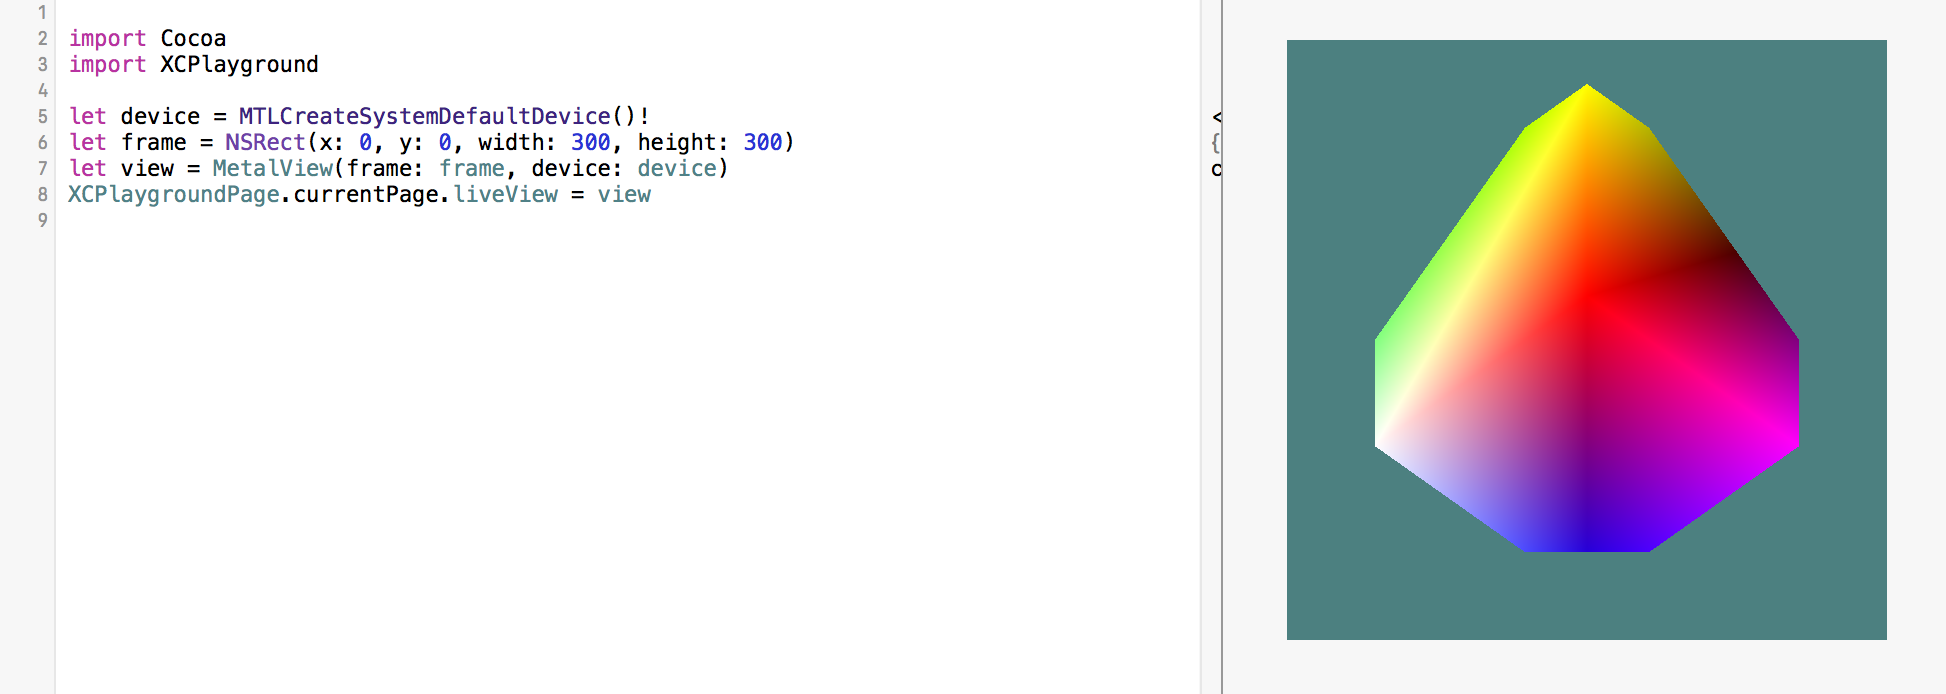 1
2 import Cocoa
3 import XCPlayground
4
5 let device = MTLCreateSystemDefaultDevice()!
6 let frame = NSRect(x: 0, y: 0, width: 300, height: 300)
7 let view = MetalView(frame: frame, device: device)
8 XCPlaygroundPage.currentPage.liveView = view
9
<
{